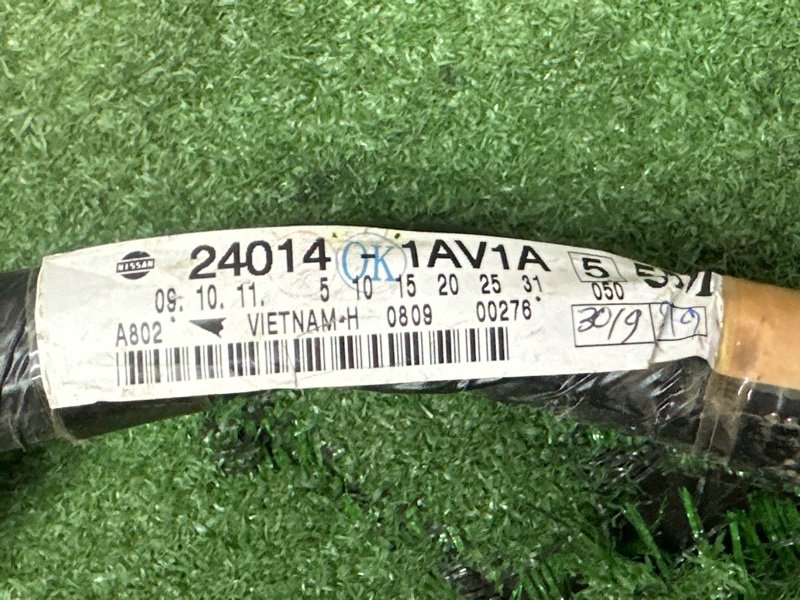 NISSAN 24014 - 1AV1A 5
OK
09. 10. 11. 5 10 15 20 25 31 050
A802 VIETNAM-H 0809 00276
30/9